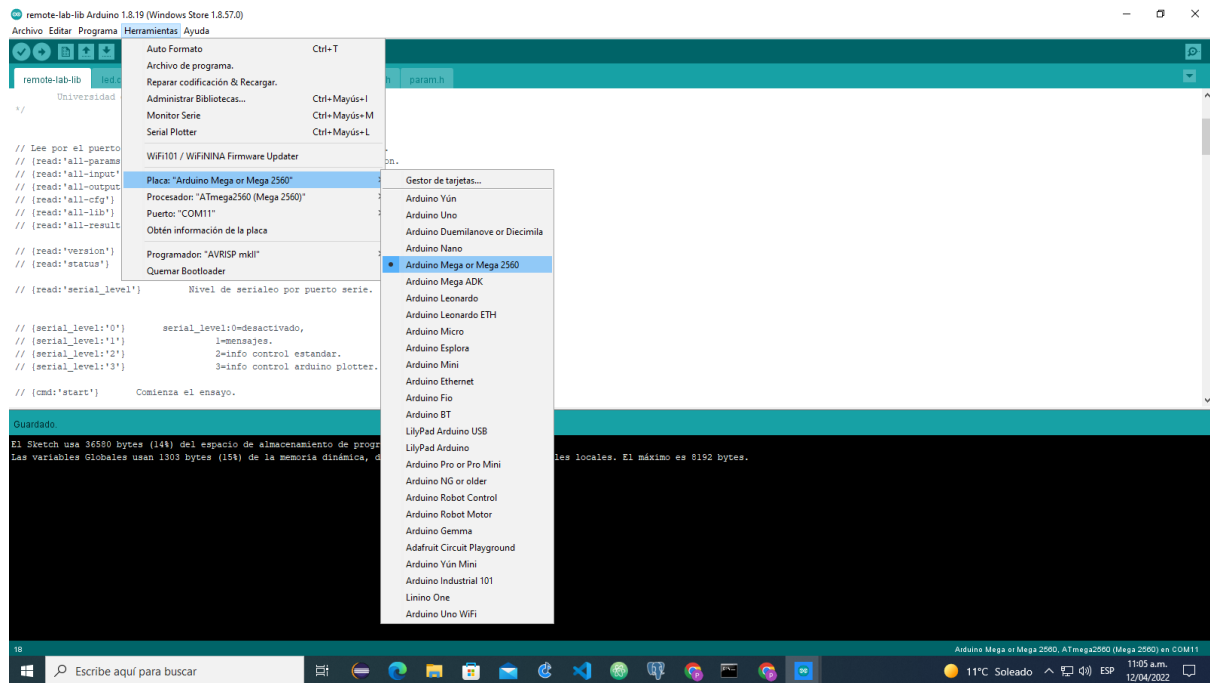 remote-lab-lib Arduino 1.8.19 (Windows Store 1.8.57.0)
Archivo Editar Programa Herramientas Ayuda
Auto Formato Ctrl+T
Archivo de programa.
Reparar codificación & Recargar.
Administrar Bibliotecas... Ctrl+Mayús+I
Monitor Serie Ctrl+Mayús+M
Serial Plotter Ctrl+Mayús+L
WiFi101 / WiFiNINA Firmware Updater
Placa: "Arduino Mega or Mega 2560"
Procesador: "ATmega2560 (Mega 2560)"
Puerto: "COM11"
Obtén información de la placa
Programador: "AVRISP mkII"
Quemar Bootloader
Gestor de tarjetas...
Arduino Yún
Arduino Uno
Arduino Duemilanove or Diecimila
Arduino Nano
Arduino Mega or Mega 2560
Arduino Mega ADK
Arduino Leonardo
Arduino Leonardo ETH
Arduino Micro
Arduino Esplora
Arduino Mini
Arduino Ethernet
Arduino Fio
Arduino BT
LilyPad Arduino USB
LilyPad Arduino
Arduino Pro or Pro Mini
Arduino NG or older
Arduino Robot Control
Arduino Robot Motor
Arduino Gemma
Adafruit Circuit Playground
Arduino Yún Mini
Arduino Industrial 101
Linino One
Arduino Uno WiFi
remote-lab-lib led.c h param.h
Universidad
*/
// Lee por el puerto .
// {read:'all-params on.
// {read:'all-input'
// {read:'all-output
// {read:'all-cfg'}
// {read:'all-lib'}
// {read:'all-result
// {read:'version'}
// {read:'status'}
// {read:'serial_level'} Nivel de serialeo por puerto serie.
// {serial_level:'0'} serial_level:0=desactivado,
// {serial_level:'1'} 1=mensajes.
// {serial_level:'2'} 2=info control estandar.
// {serial_level:'3'} 3=info control arduino plotter.
// {cmd:'start'} Comienza el ensayo.
Guardado.
El Sketch usa 36580 bytes (14%) del espacio de almacenamiento de progr
Las variables Globales usan 1303 bytes (15%) de la memoria dinámica, d les locales. El máximo es 8192 bytes.
18 Arduino Mega or Mega 2560, ATmega2560 (Mega 2560) en COM11
Escribe aquí para buscar
11°C Soleado
ESP
11:05 a.m.
12/04/2022